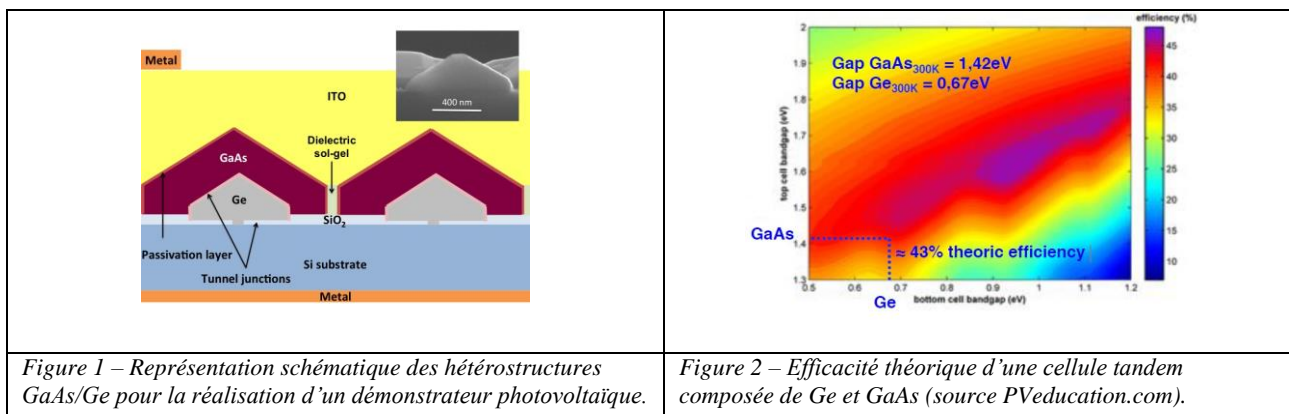 Metal
ITO
400 nm
Dielectric
sol-gel
GaAs
Ge
SiO2
Passivation layer
Tunnel junctions
Si substrate
Metal
Figure 1 – Représentation schématique des hétérostructures
GaAs/Ge pour la réalisation d'un démonstrateur photovoltaïque.
efficiency (%)
Gap GaAs300K = 1,42eV
Gap Ge300K = 0,67eV
top cell bandgap (eV)
2
1.9
1.8
1.7
1.6
1.5
1.4
1.3
GaAs
≈ 43% theoric efficiency
0.5 0.6 0.7 0.8 0.9 1 1.1 1.2
Ge
bottom cell bandgap (eV)
45
40
35
30
25
20
15
10
Figure 2 – Efficacité théorique d'une cellule tandem
composée de Ge et GaAs (source PVeducation.com).